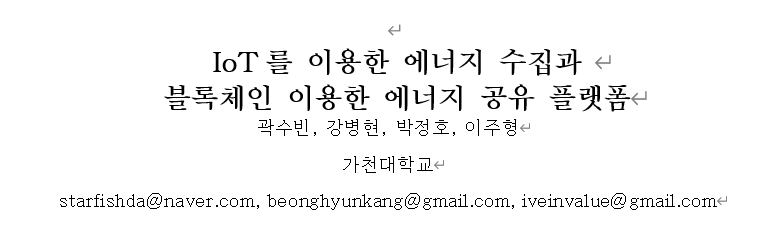 IoT를 이용한 에너지 수집과
블록체인 이용한 에너지 공유 플랫폼
곽수빈, 강병현, 박정호, 이주형
가천대학교
starfishda@naver.com, beonghyunkang@gmail.com, iveinvalue@gmail.com